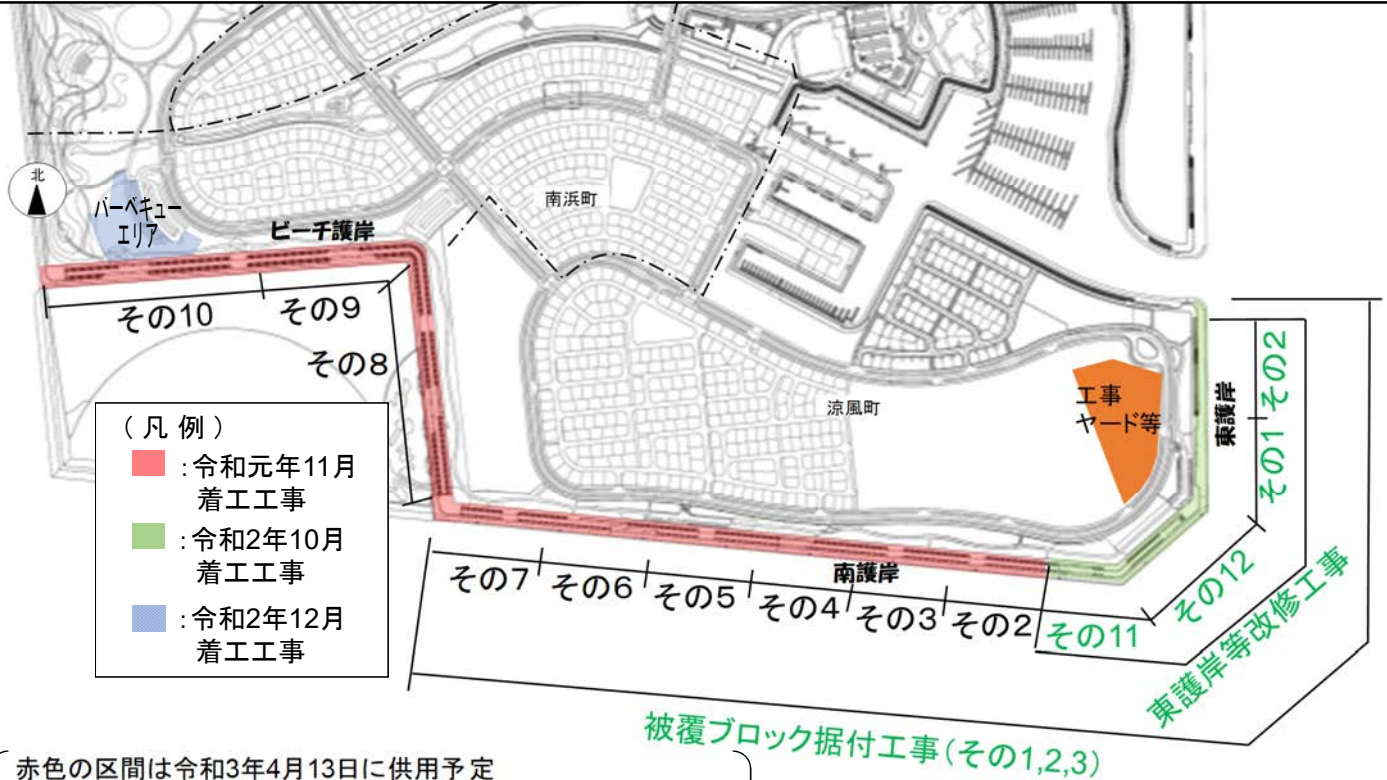 北
バーベキュー
エリア
南浜町
ビーチ護岸
その10
その9
その8
涼風町
工事
ヤード等
東護岸
その2
その1
(凡 例)
:令和元年11月
着工工事
:令和2年10月
着工工事
:令和2年12月
着工工事
南護岸
その7
その6
その5
その4
その3
その2
その11
その12
東護岸等改修工事
被覆ブロック据付工事(その1,2,3)
赤色の区間は令和3年4月13日に供用予定